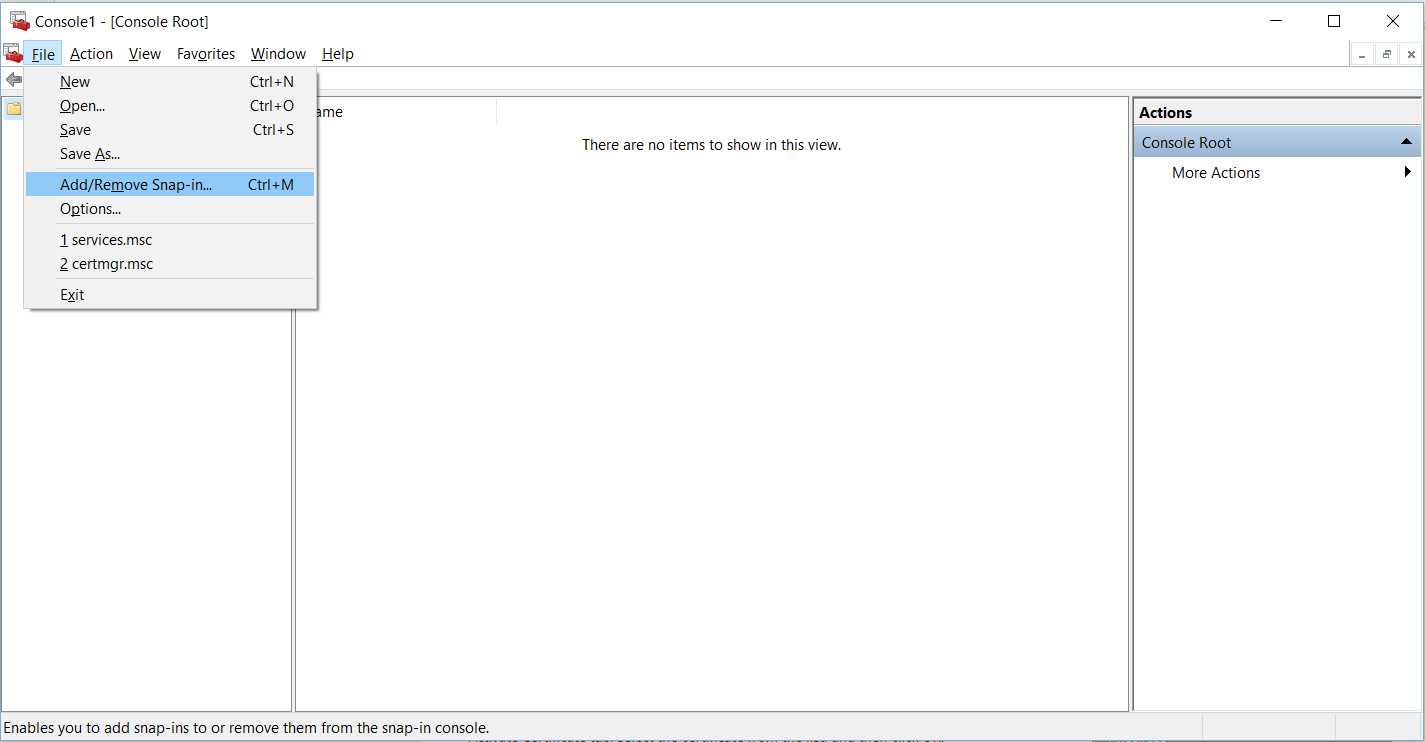 Console1 - [Console Root]
File Action View Favorites Window Help
New Ctrl+N
Open... Ctrl+O
Save Ctrl+S
Save As...
Add/Remove Snap-in... Ctrl+M
Options...
1 services.msc
2 certmgr.msc
Exit
ame
There are no items to show in this view.
Actions
Console Root
More Actions
Enables you to add snap-ins to or remove them from the snap-in console.